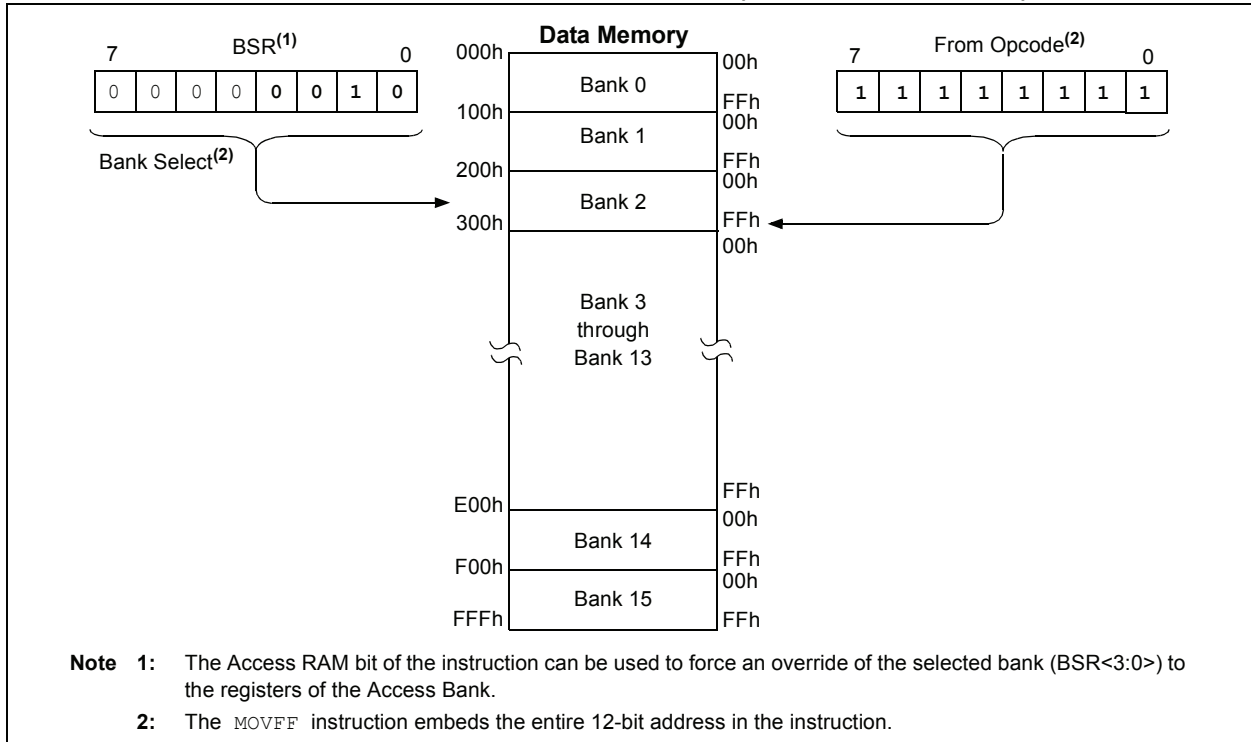 7 BSR(1) 0
0 0 0 0 0 0 1 0
Bank Select(2)
Data Memory
000h
Bank 0
00h
FFh
100h
Bank 1
00h
FFh
200h
Bank 2
00h
FFh
300h
00h
Bank 3
through
Bank 13
FFh
E00h
Bank 14
00h
FFh
F00h
Bank 15
00h
FFFh
FFh
7 From Opcode(2) 0
1 1 1 1 1 1 1 1
Note 1: The Access RAM bit of the instruction can be used to force an override of the selected bank (BSR<3:0>) to
the registers of the Access Bank.
2: The MOVFF instruction embeds the entire 12-bit address in the instruction.